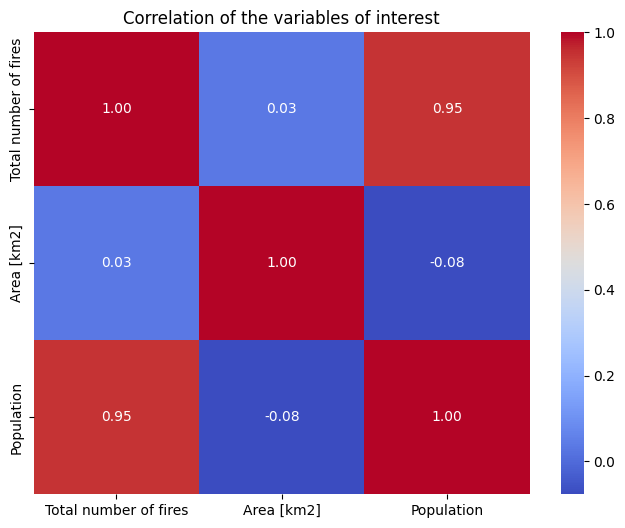 Correlation of the variables of interest
Total number of fires
1.00
0.03
0.95
Area [km2]
0.03
1.00
-0.08
Population
0.95
-0.08
1.00
Total number of fires
Area [km2]
Population
1.0
0.8
0.6
0.4
0.2
0.0